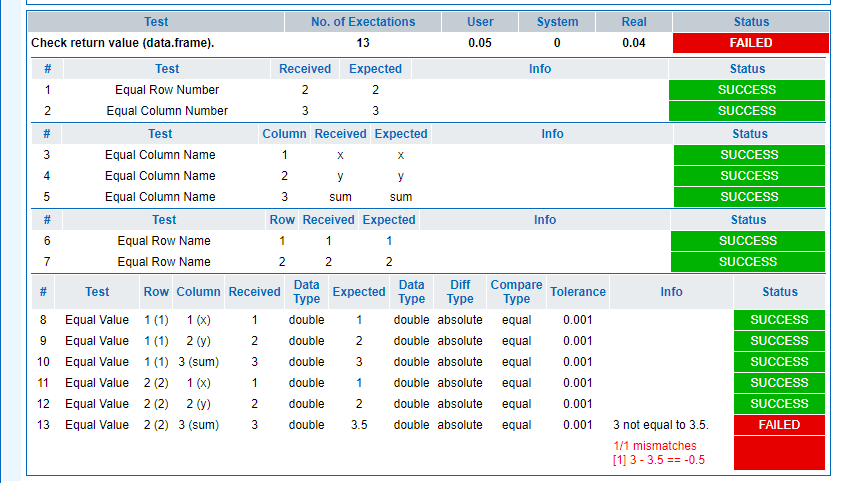 Test No. of Exectations User System Real Status
Check return value (data.frame). 13 0.05 0 0.04 FAILED
# Test Received Expected Info Status
1 Equal Row Number 2 2 SUCCESS
2 Equal Column Number 3 3 SUCCESS
# Test Column Received Expected Info Status
3 Equal Column Name 1 x x SUCCESS
4 Equal Column Name 2 y y SUCCESS
5 Equal Column Name 3 sum sum SUCCESS
# Test Row Received Expected Info Status
6 Equal Row Name 1 1 1 SUCCESS
7 Equal Row Name 2 2 2 SUCCESS
# Test Row Column Received Data Type Expected Data Type Diff Type Compare Type Tolerance Info Status
8 Equal Value 1 (1) 1 (x) 1 double 1 double absolute equal 0.001 SUCCESS
9 Equal Value 1 (1) 2 (y) 2 double 2 double absolute equal 0.001 SUCCESS
10 Equal Value 1 (1) 3 (sum) 3 double 3 double absolute equal 0.001 SUCCESS
11 Equal Value 2 (2) 1 (x) 1 double 1 double absolute equal 0.001 SUCCESS
12 Equal Value 2 (2) 2 (y) 2 double 2 double absolute equal 0.001 SUCCESS
13 Equal Value 2 (2) 3 (sum) 3 double 3.5 double absolute equal 0.001 3 not equal to 3.5. FAILED
1/1 mismatches
[1] 3 - 3.5 == -0.5